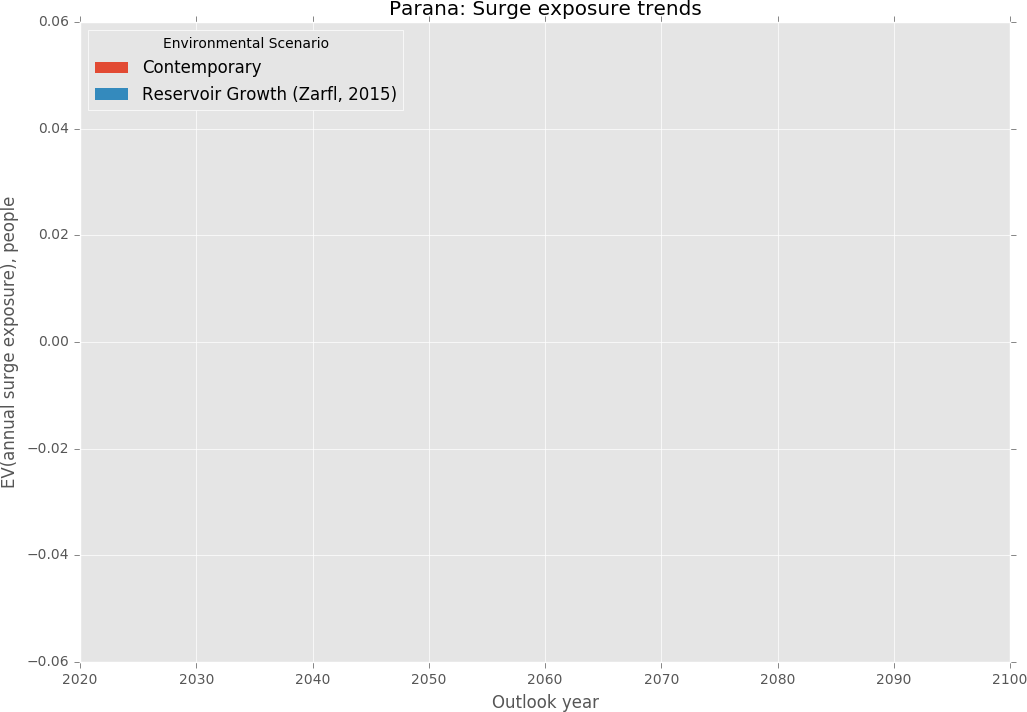 Parana: Surge exposure trends
0.06
Environmental Scenario
Contemporary
Reservoir Growth (Zarfl, 2015)
0.04
0.02
0.00
−0.02
−0.04
−0.06
EV(annual surge exposure), people
2020 2030 2040 2050 2060 2070 2080 2090 2100
Outlook year